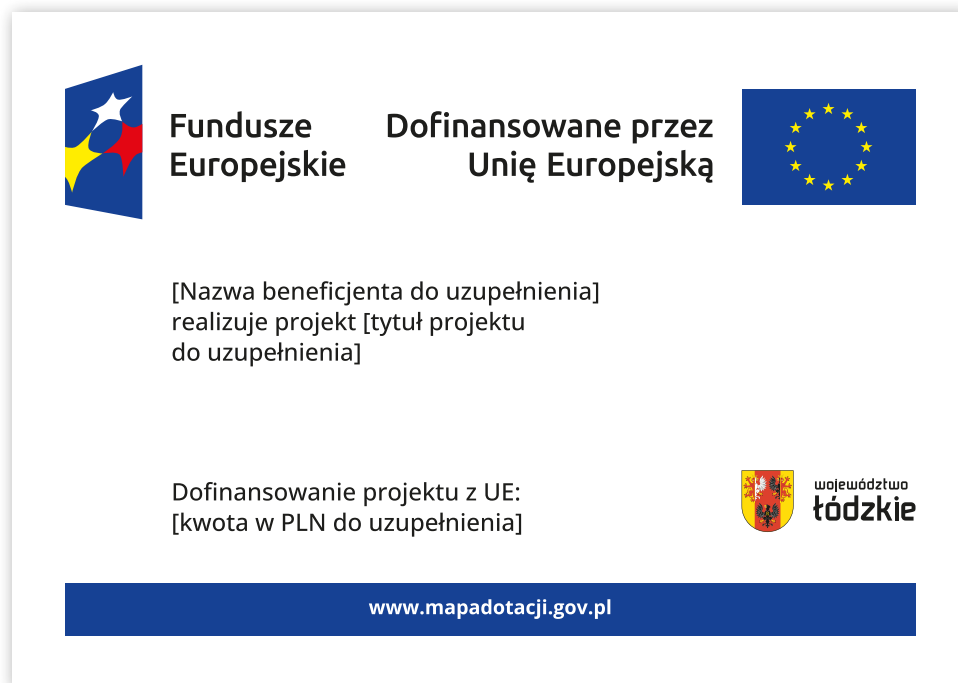 Fundusze
Europejskie
Dofinansowane przez
Unię Europejską
[Nazwa beneficjenta do uzupełnienia]
realizuje projekt [tytuł projektu
do uzupełnienia]
Dofinansowanie projektu z UE:
[kwota w PLN do uzupełnienia]
województwo
łódzkie
www.mapadotacji.gov.pl